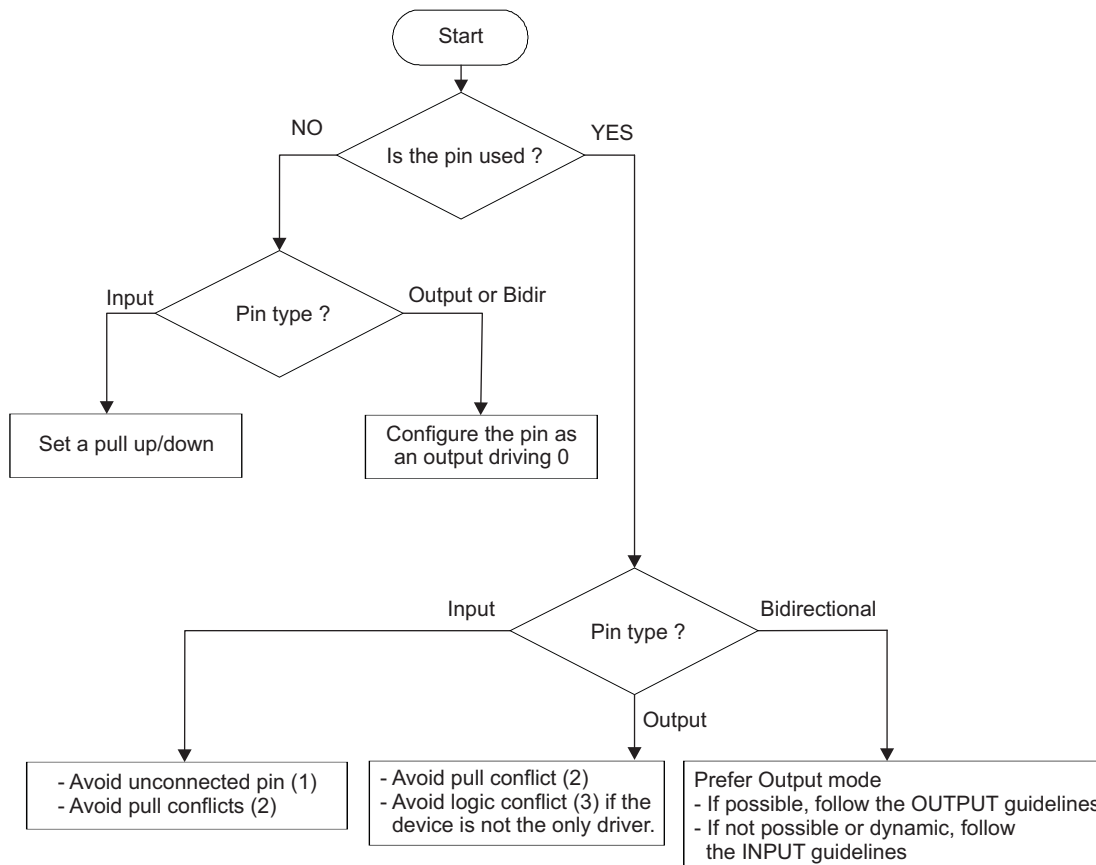 Start
NO
YES
Is the pin used ?
Input
Output or Bidir
Pin type ?
Set a pull up/down
Configure the pin as
an output driving 0
Input
Bidirectional
Pin type ?
Output
- Avoid unconnected pin (1)
- Avoid pull conflicts (2)
- Avoid pull conflict (2)
- Avoid logic conflict (3) if the
device is not the only driver.
Prefer Output mode
- If possible, follow the OUTPUT guidelines
- If not possible or dynamic, follow
the INPUT guidelines